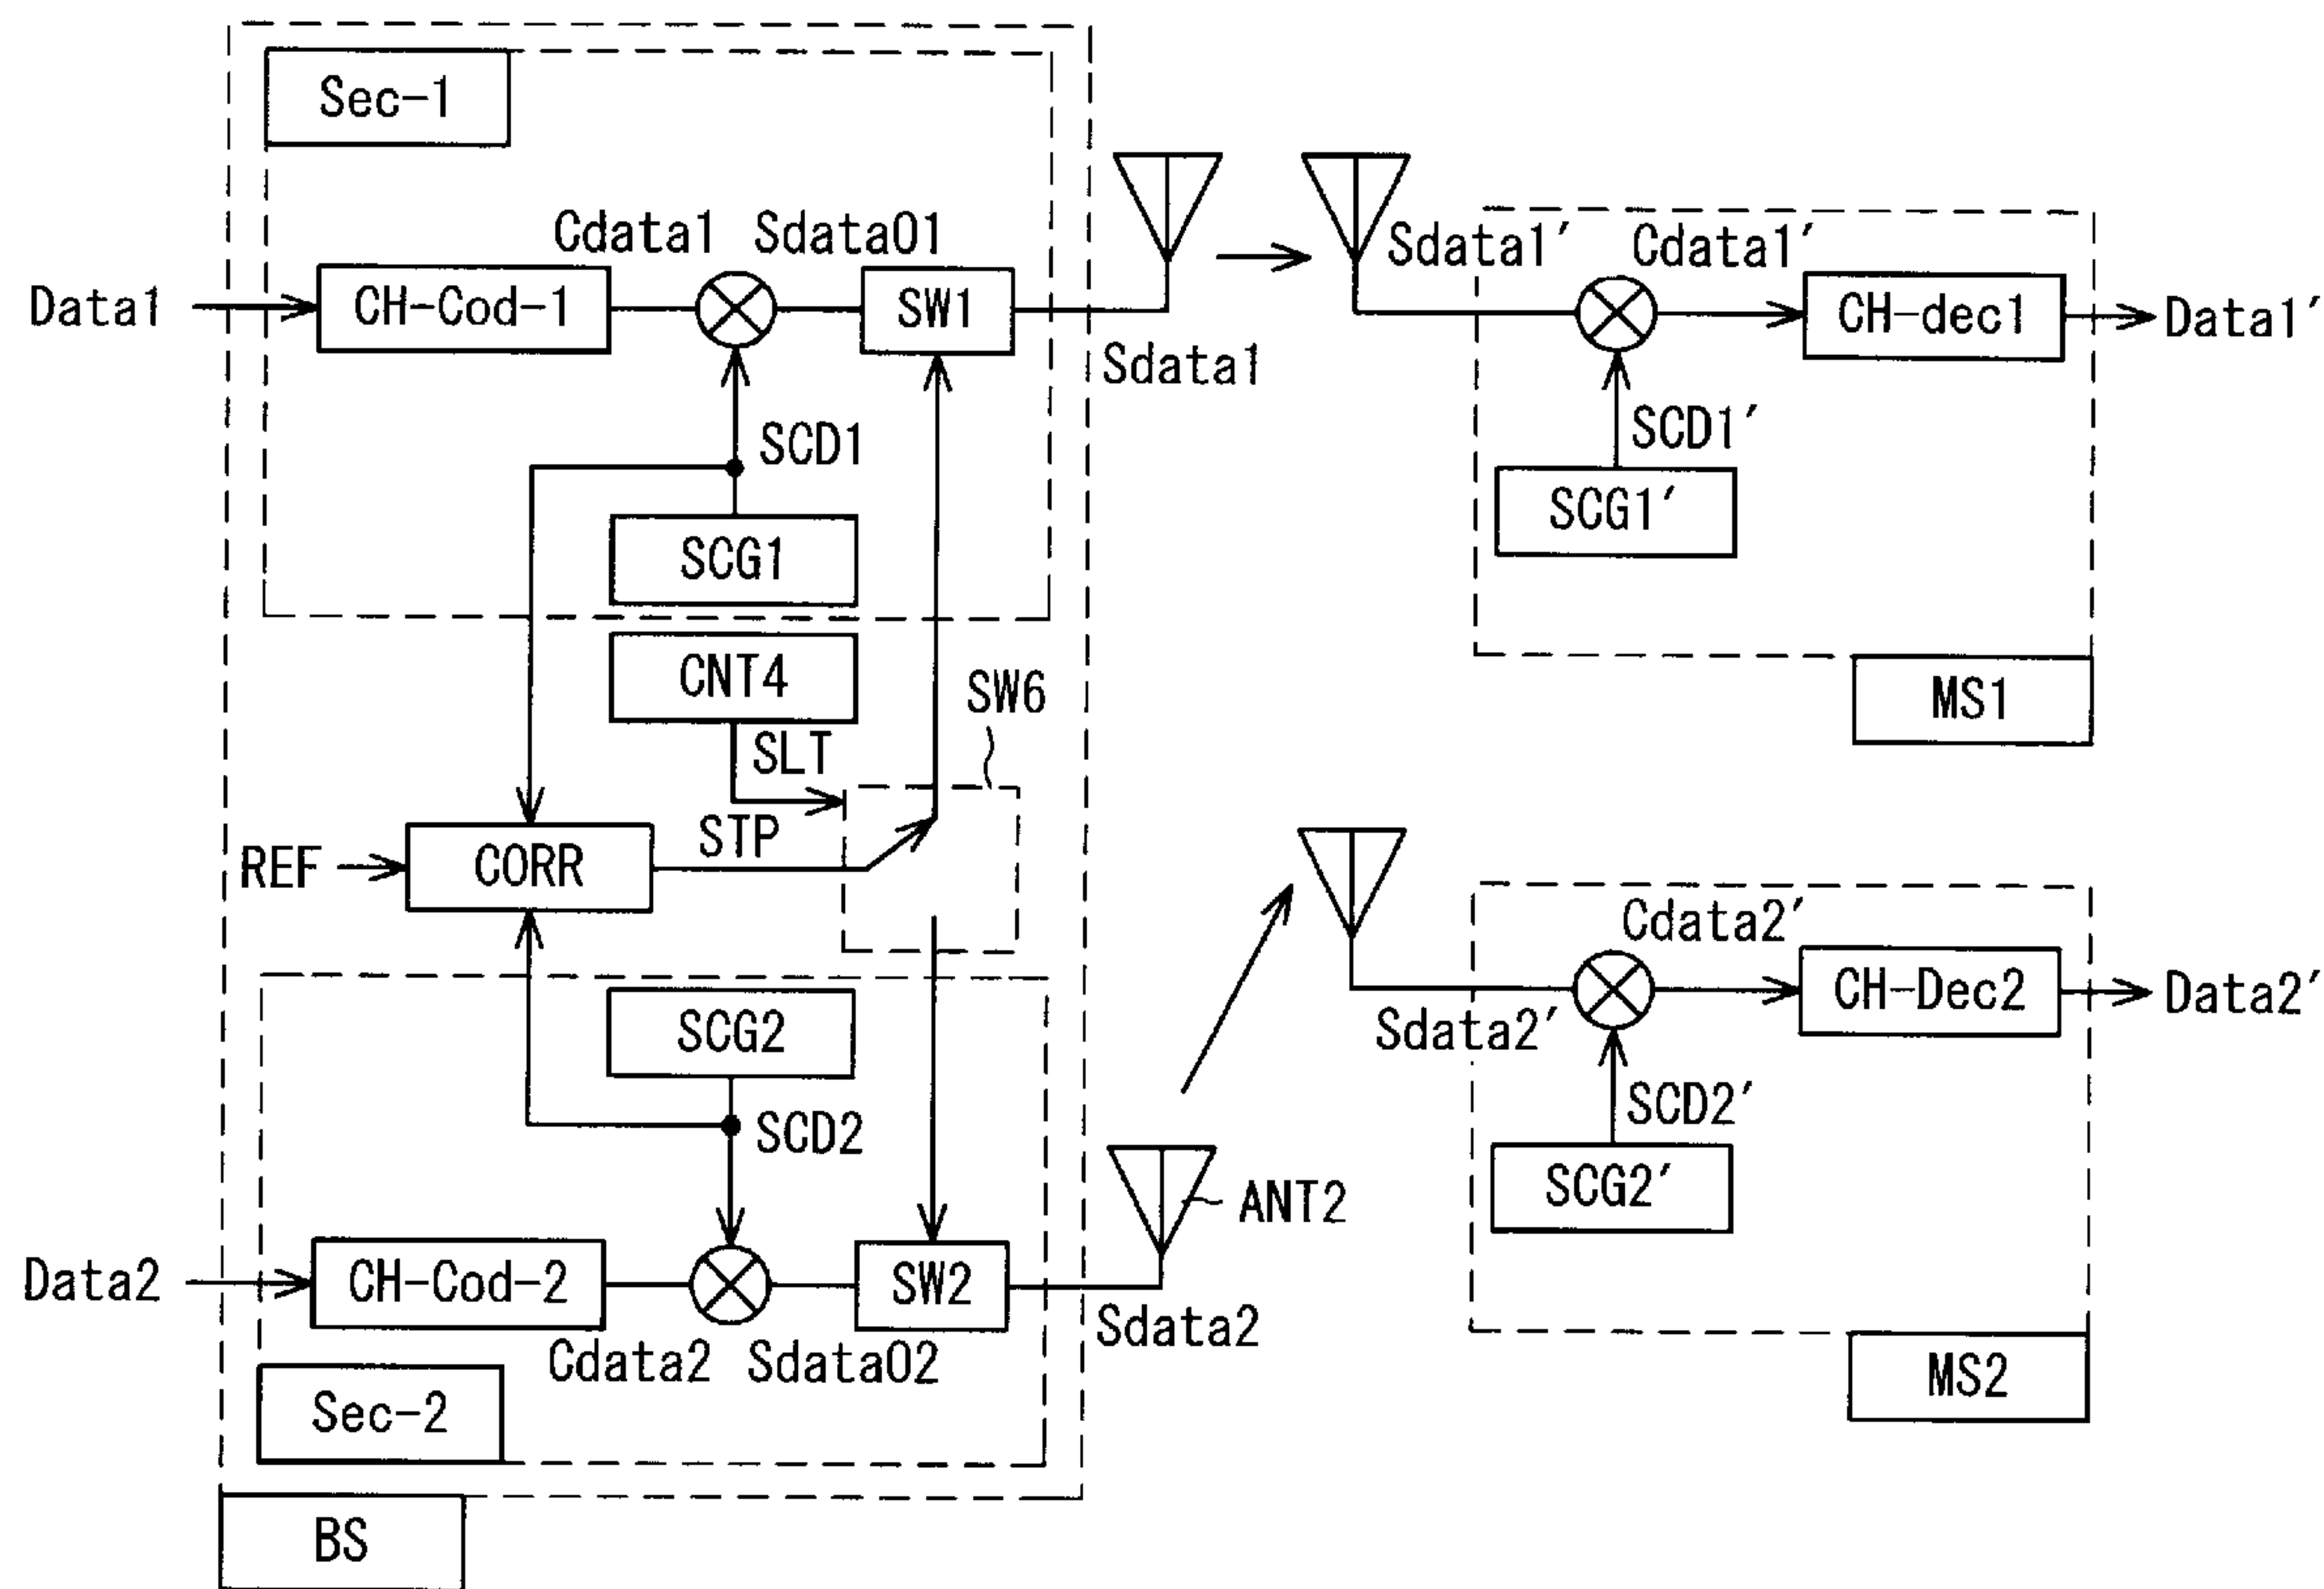 Sec-1
Cdata1 Sdata01
Data1 CH-Cod-1 SW1
Sdata1
SCD1
SCG1
CNT4
SW6
SLT
STP
REF CORR
SCG2
SCD2
ANT2
Data2 CH-Cod-2 SW2
Sdata2
Cdata2 Sdata02
Sec-2
BS
Sdata1′ Cdata1′
CH-dec1 Data1′
SCD1′
SCG1′
MS1
Cdata2′
CH-Dec2 Data2′
Sdata2′
SCD2′
SCG2′
MS2